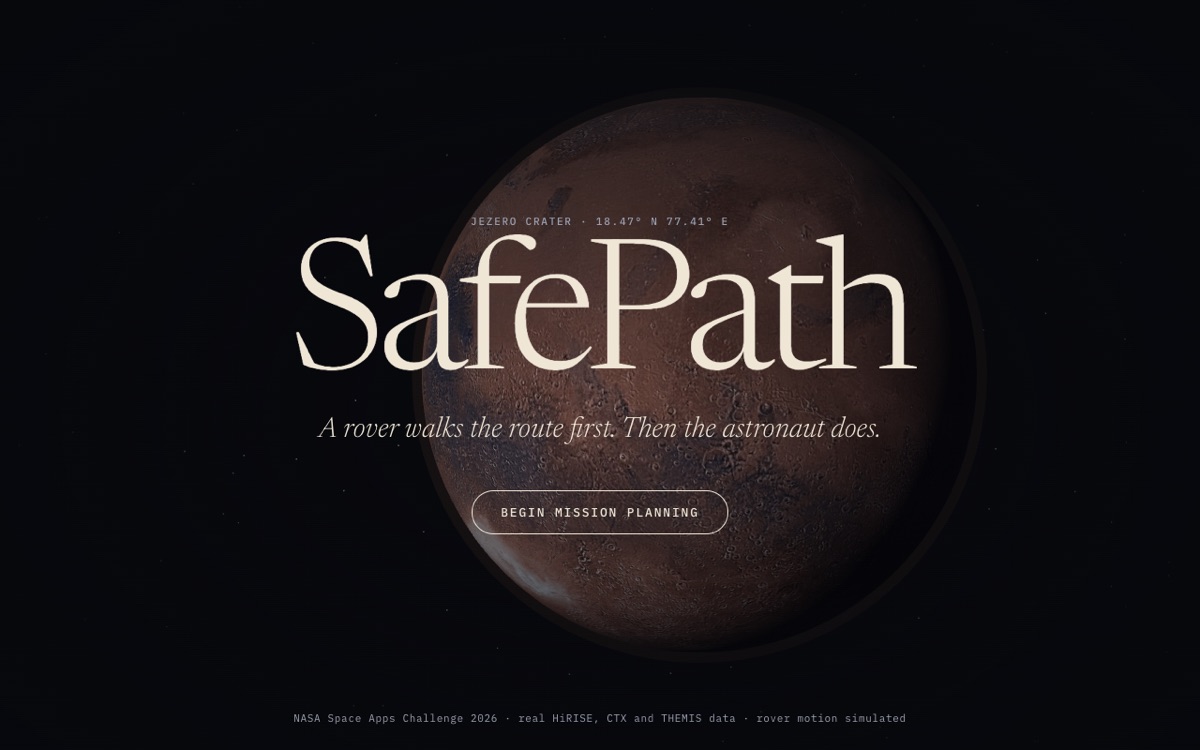 JEZERO CRATER · 18.47° N 77.41° E
SafePath
A rover walks the route first. Then the astronaut does.
BEGIN MISSION PLANNING
NASA Space Apps Challenge 2026 · real HiRISE, CTX and THEMIS data · rover motion simulated